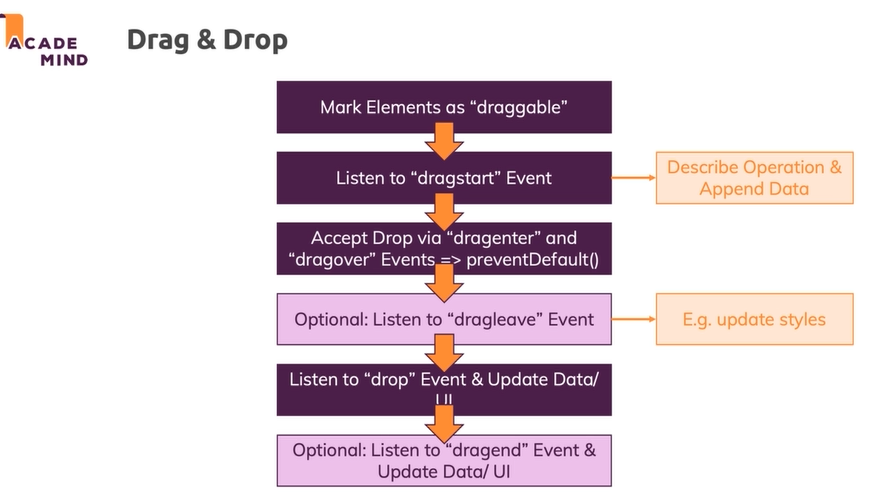 ACADE
MIND
Drag & Drop
Mark Elements as “draggable”
Listen to “dragstart” Event
Describe Operation &
Append Data
Accept Drop via “dragenter” and
“dragover” Events => preventDefault()
Optional: Listen to “dragleave” Event
E.g. update styles
Listen to “drop” Event & Update Data/
UI
Optional: Listen to “dragend” Event &
Update Data/ UI